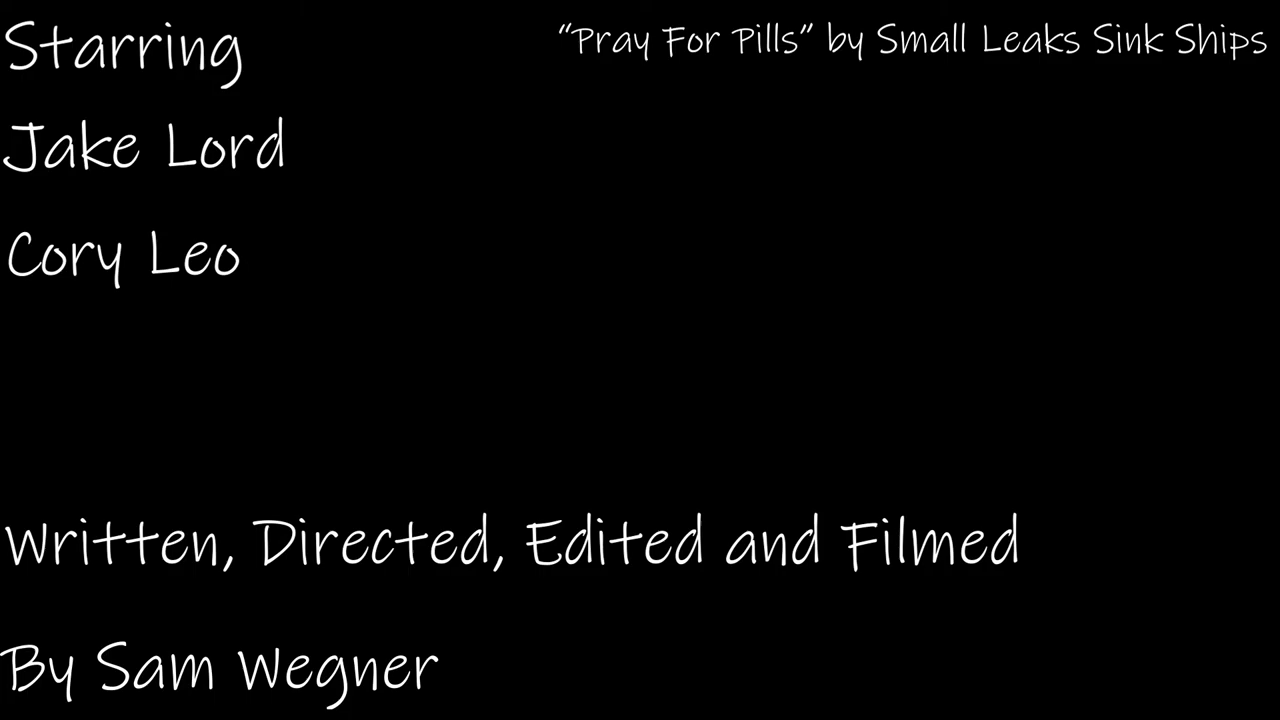 Starring
"Pray For Pills" by Small Leaks Sink Ships
Jake Lord
Cory Leo
Written, Directed, Edited and Filmed
By Sam Wegner